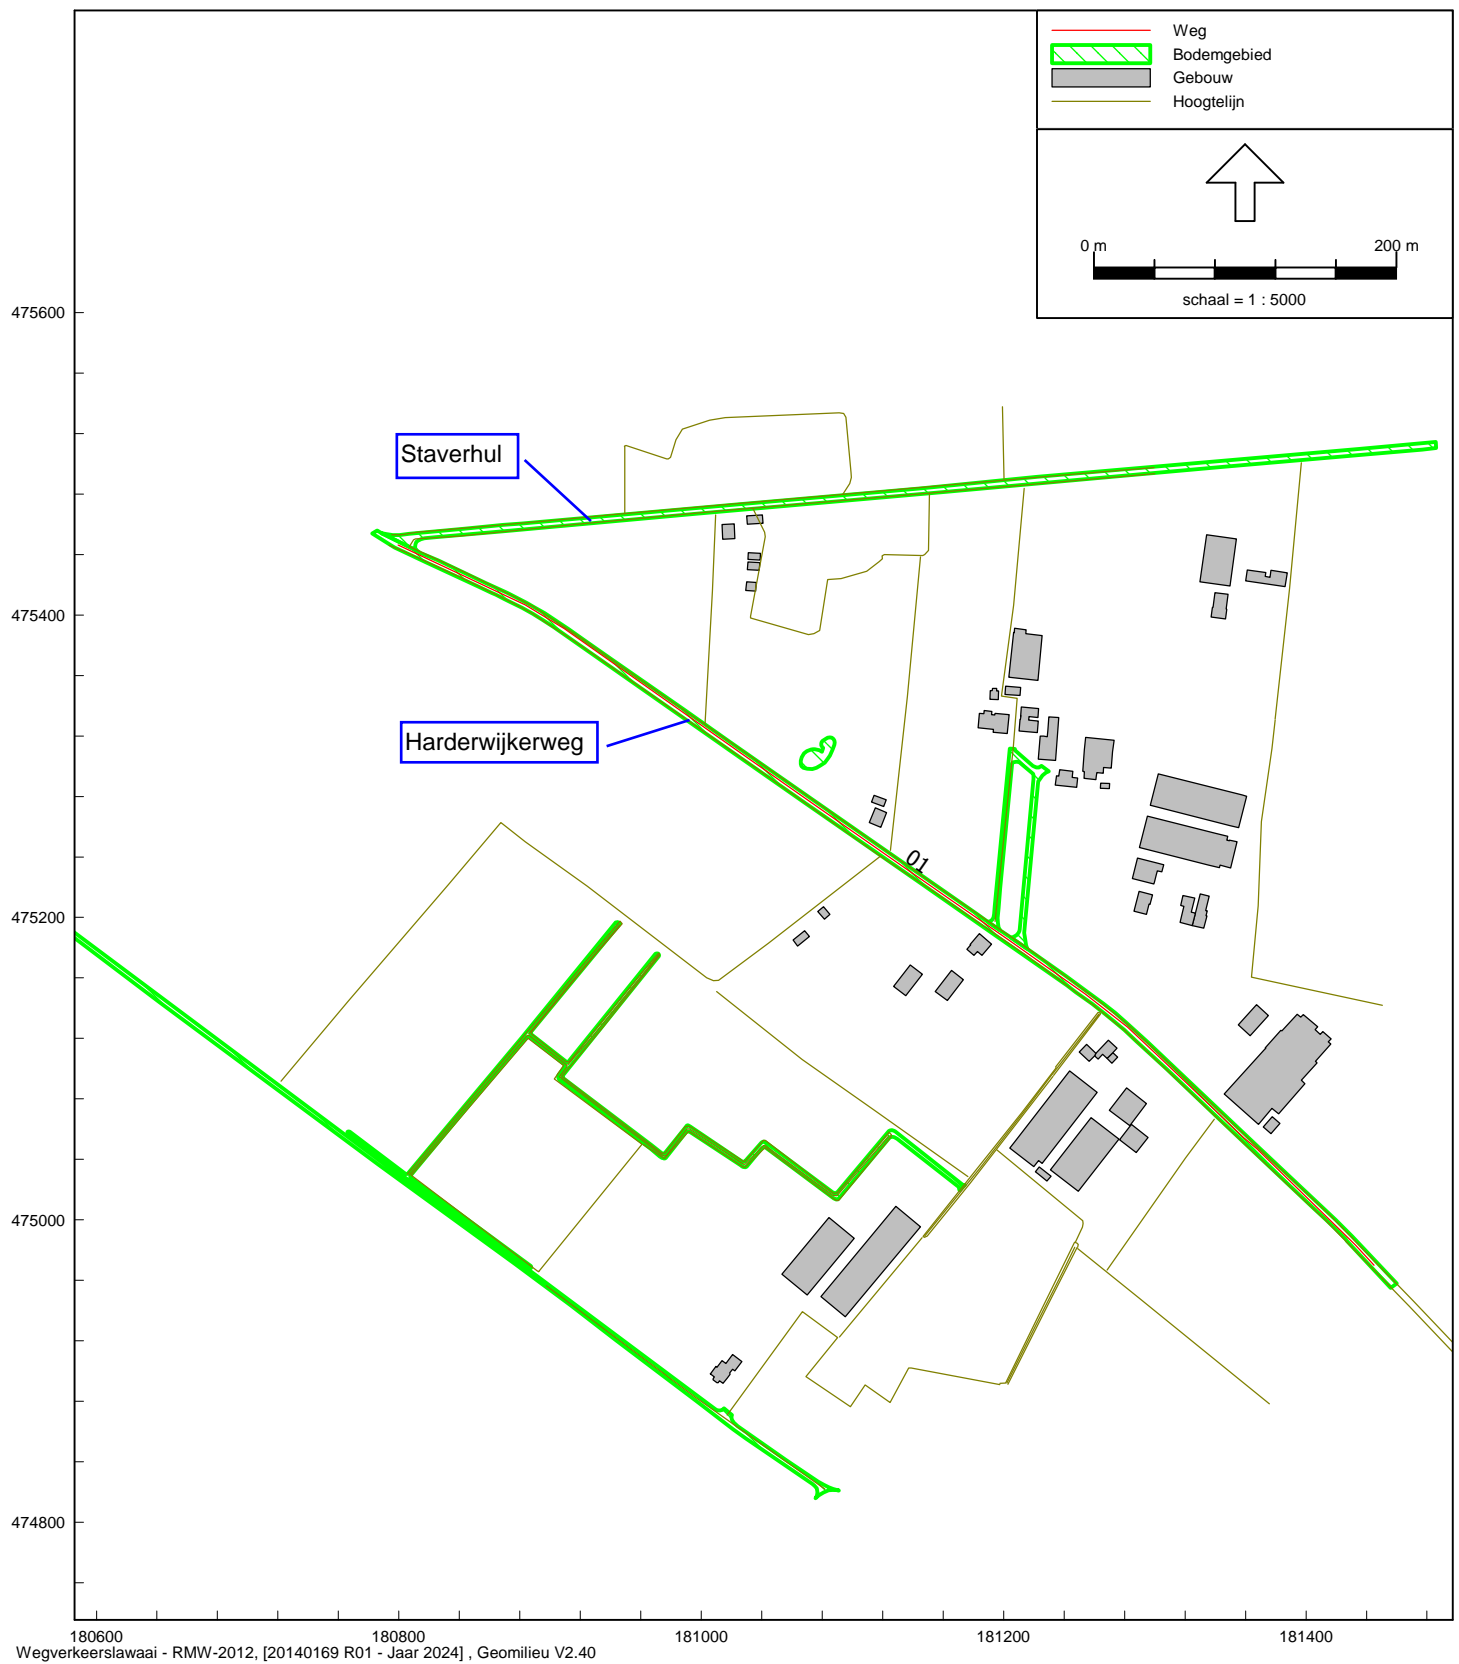 Weg
Bodemgebied
Gebouw
Hoogtelijn
0 m
200 m
schaal = 1 : 5000
475600
Staverhul
475400
Harderwijkerweg
01
475200
475000
474800
180600
180800
181000
181200
181400
Wegverkeerslawaai - RMW-2012, [20140169 R01 - Jaar 2024] , Geomilieu V2.40